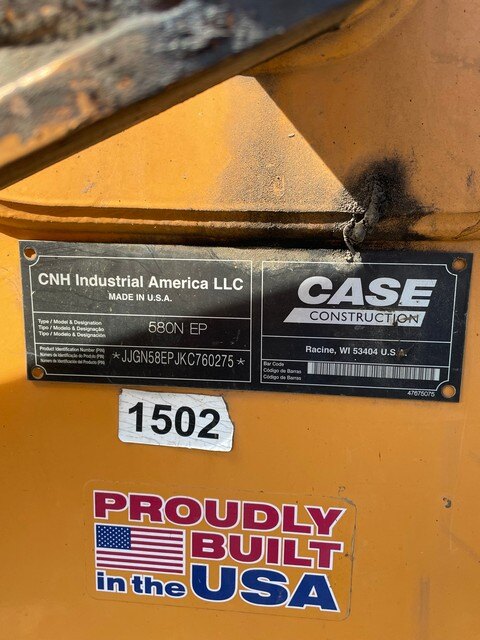 CNH Industrial America LLC
MADE IN U.S.A.
Type / Model & Designation
Tipo / Modelo & Designação
Tipo / Modelo & Designación
580N EP
Product Identification Number (PIN)
Número de Identificação do Produto (PIN)
Número de Identificación del Producto (PIN)
*JJGN58EPJKC760275*
CASE
CONSTRUCTION
Racine, WI 53404 U.S.A.
Bar Code
Código de Barras
Código de Barras
47675075
1502
PROUDLY
BUILT
in the USA